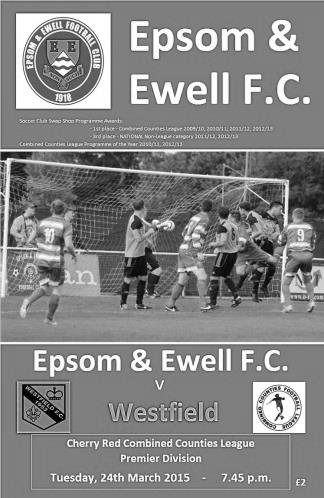 Epsom &
Ewell F.C.
EPSOM & EWELL FOOTBALL CLUB
1918
Soccer Club Swap Shop Programme Awards:
- 1st place - Combined Counties League 2009/10, 2010/11, 2011/12, 2012/13
- 3rd place - NATIONAL Non-League category 2011/12, 2012/13
Combined Counties League Programme of the Year 2010/11, 2012/13
10
9
Epsom & Ewell F.C.
v
Westfield
WESTFIELD F.C.
1953
COMBINED COUNTIES FOOTBALL LEAGUE
Cherry Red Combined Counties League
Premier Division
Tuesday, 24th March 2015 - 7.45 p.m.
£2